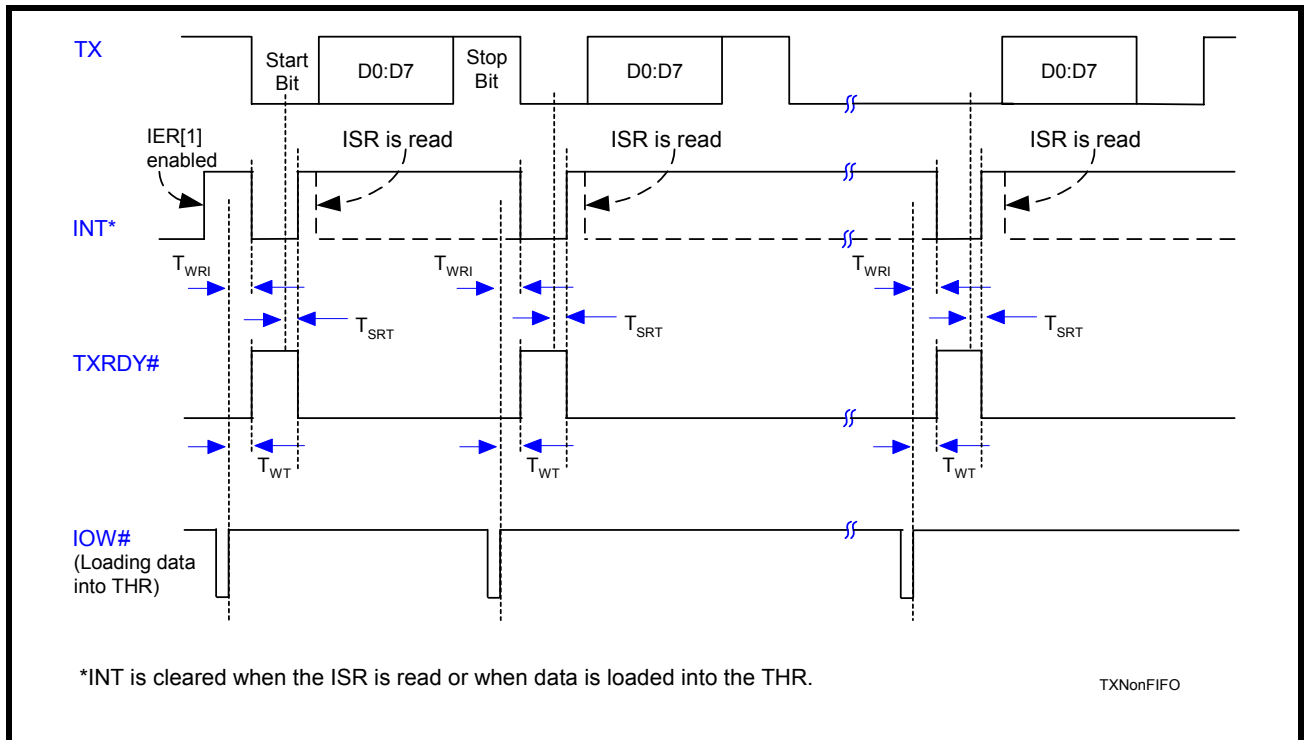 TX
Start
Bit
D0:D7
Stop
Bit
D0:D7
D0:D7
IER[1]
enabled
ISR is read
ISR is read
ISR is read
INT*
TWRI
TWRI
TWRI
TSRT
TSRT
TSRT
TXRDY#
TWT
TWT
TWT
IOW#
(Loading data
into THR)
*INT is cleared when the ISR is read or when data is loaded into the THR.
TXNonFIFO